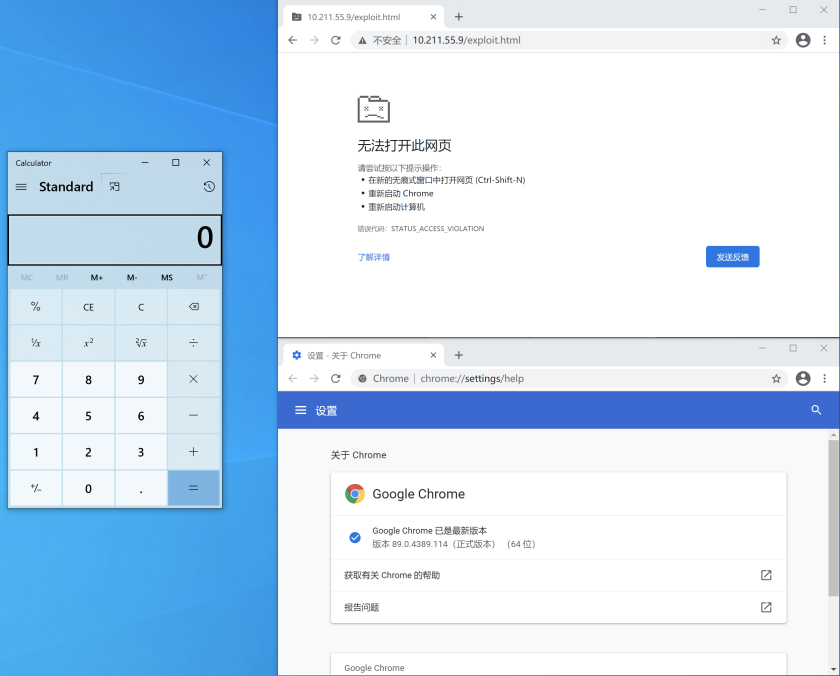 Calculator
Standard
0
MC MR M+ M- MS M˅
% CE C
¹/x x² ²√x ÷
7 8 9 ×
4 5 6 −
1 2 3 +
+/− 0 . =
10.211.55.9/exploit.html
不安全 | 10.211.55.9/exploit.html
无法打开此网页
请尝试按以下提示操作:
• 在新的无痕式窗口中打开网页 (Ctrl-Shift-N)
• 重新启动 Chrome
• 重新启动计算机
错误代码：STATUS_ACCESS_VIOLATION
了解详情
发送反馈
设置 - 关于 Chrome
Chrome | chrome://settings/help
设置
关于 Chrome
Google Chrome
Google Chrome 已是最新版本
版本 89.0.4389.114（正式版本） （64 位）
获取有关 Chrome 的帮助
报告问题
Google Chrome